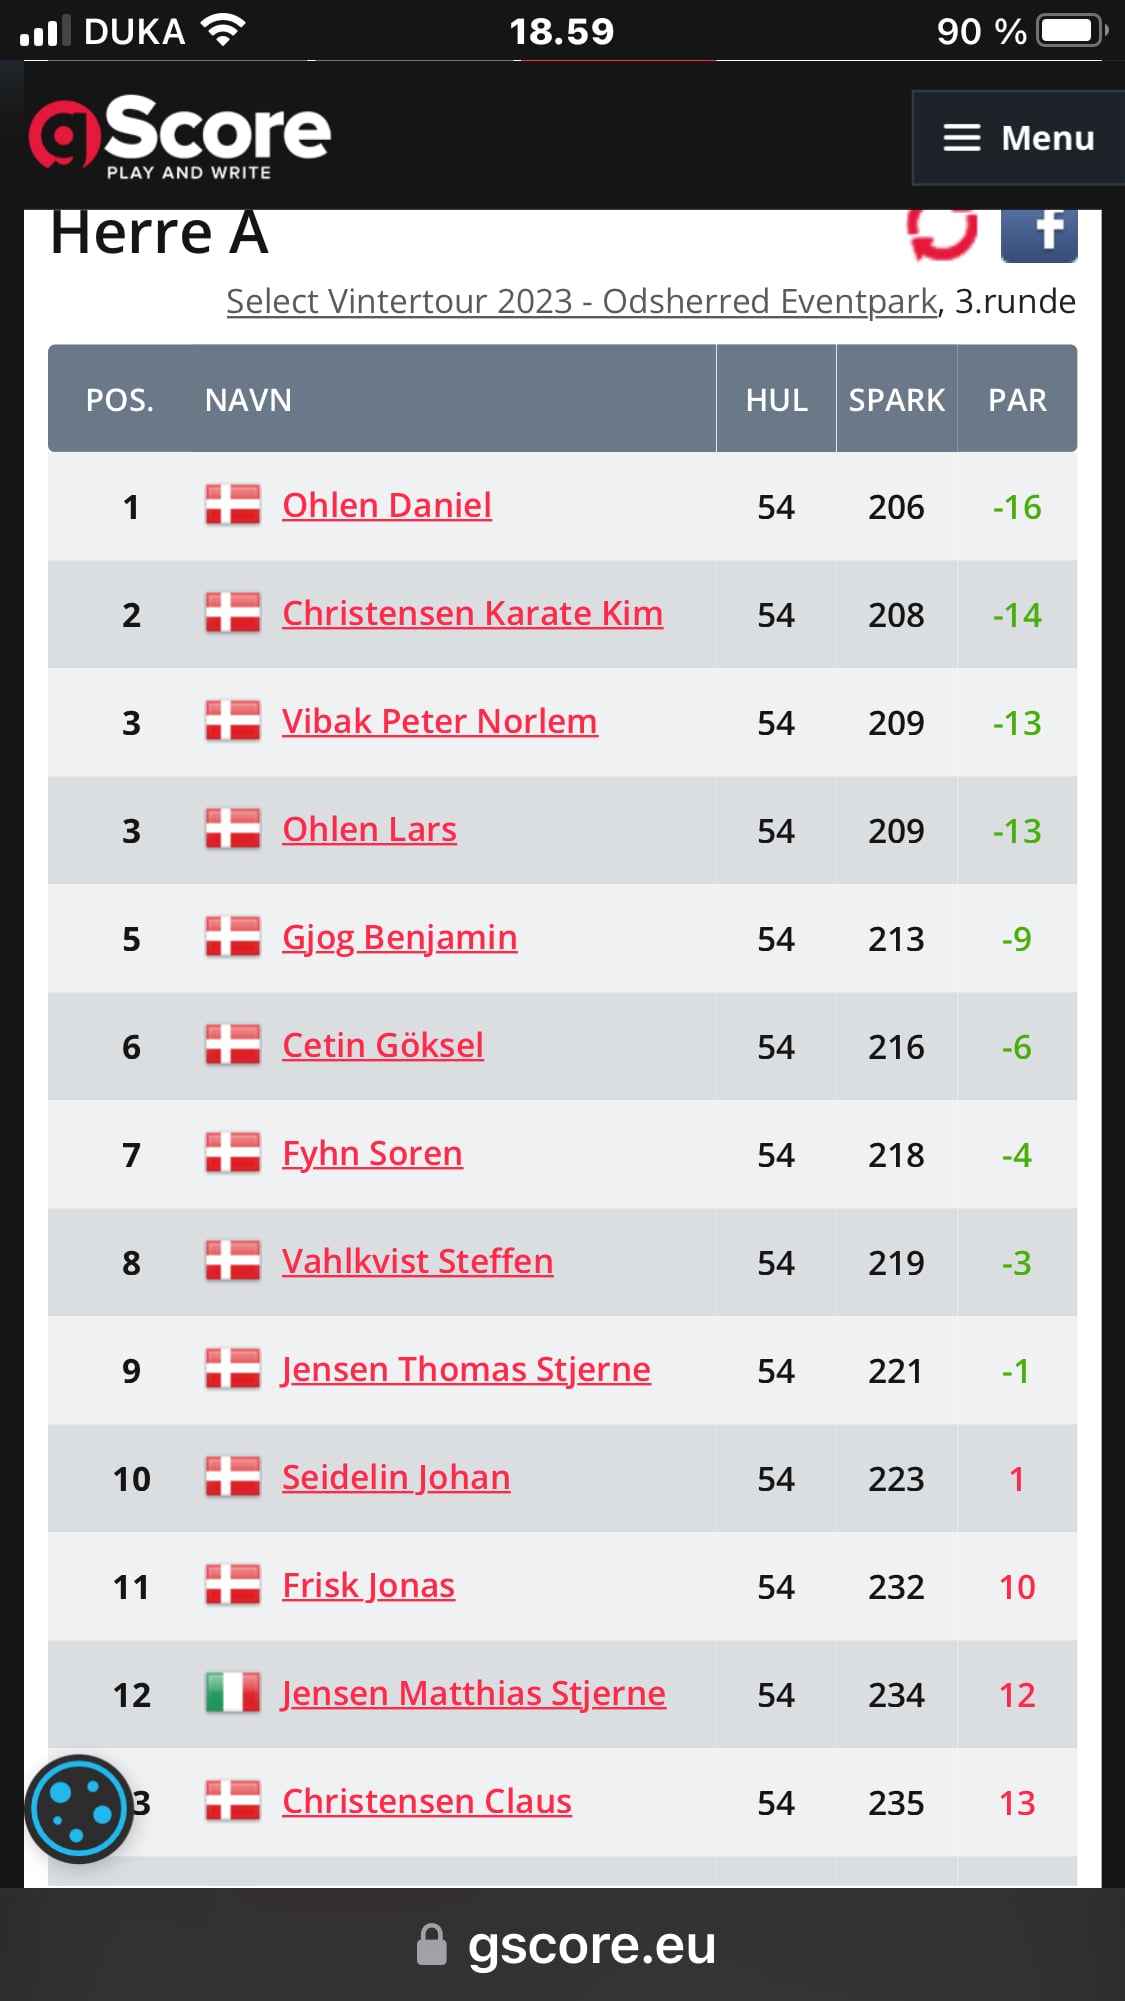 DUKA 18.59 90 %
gScore
PLAY AND WRITE
Menu
Herre A
Select Vintertour 2023 - Odsherred Eventpark, 3.runde
POS. NAVN HUL SPARK PAR
1 Ohlen Daniel 54 206 -16
2 Christensen Karate Kim 54 208 -14
3 Vibak Peter Norlem 54 209 -13
3 Ohlen Lars 54 209 -13
5 Gjog Benjamin 54 213 -9
6 Cetin Göksel 54 216 -6
7 Fyhn Soren 54 218 -4
8 Vahlkvist Steffen 54 219 -3
9 Jensen Thomas Stjerne 54 221 -1
10 Seidelin Johan 54 223 1
11 Frisk Jonas 54 232 10
12 Jensen Matthias Stjerne 54 234 12
3 Christensen Claus 54 235 13
gscore.eu